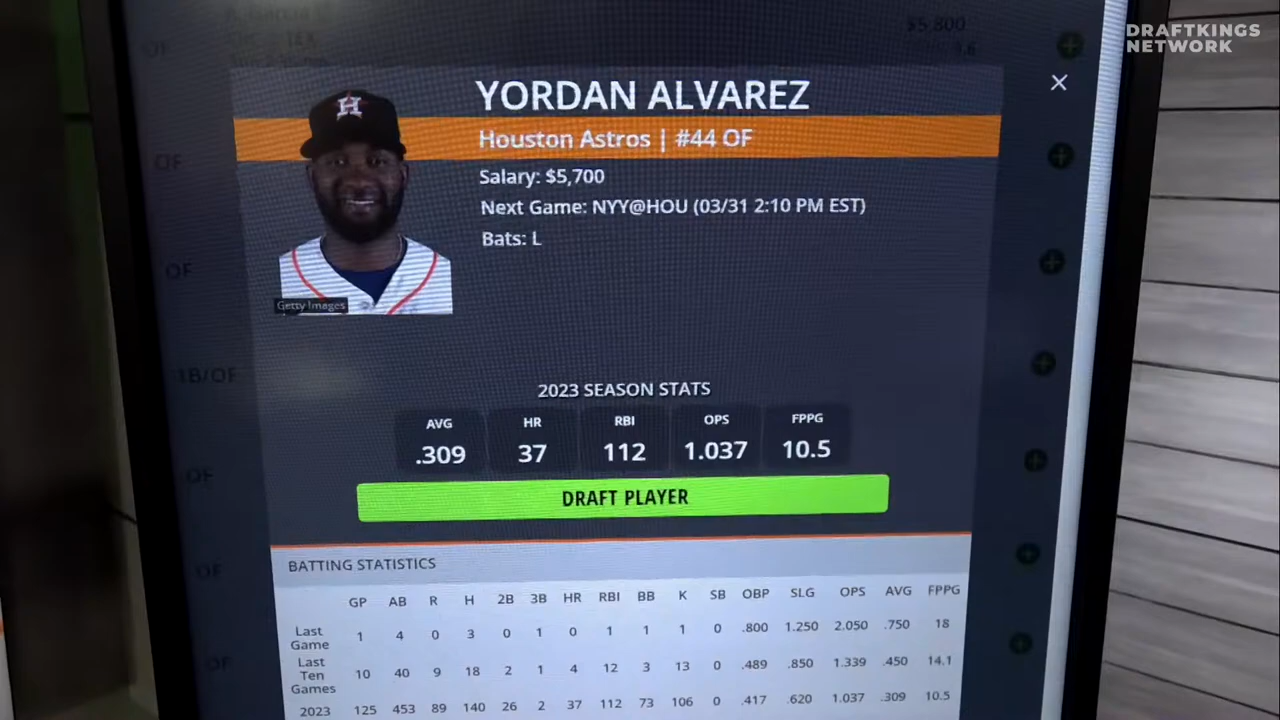 DRAFTKINGS
NETWORK
$5,800
OF
YORDAN ALVAREZ
Houston Astros | #44 OF
Salary: $5,700
Next Game: NYY@HOU (03/31 2:10 PM EST)
Bats: L
Getty Images
OF
OF
1B/OF
OF
OF
OF
2023 SEASON STATS
AVG HR RBI OPS FPPG
.309 37 112 1.037 10.5
DRAFT PLAYER
BATTING STATISTICS
GP AB R H 2B 3B HR RBI BB K SB OBP SLG OPS AVG FPPG
Last Game 1 4 0 3 0 1 0 1 1 1 0 .800 1.250 2.050 .750 18
Last Ten Games 10 40 9 18 2 1 4 12 3 13 0 .489 .850 1.339 .450 14.1
2023 125 453 89 140 26 2 37 112 73 106 0 .417 .620 1.037 .309 10.5